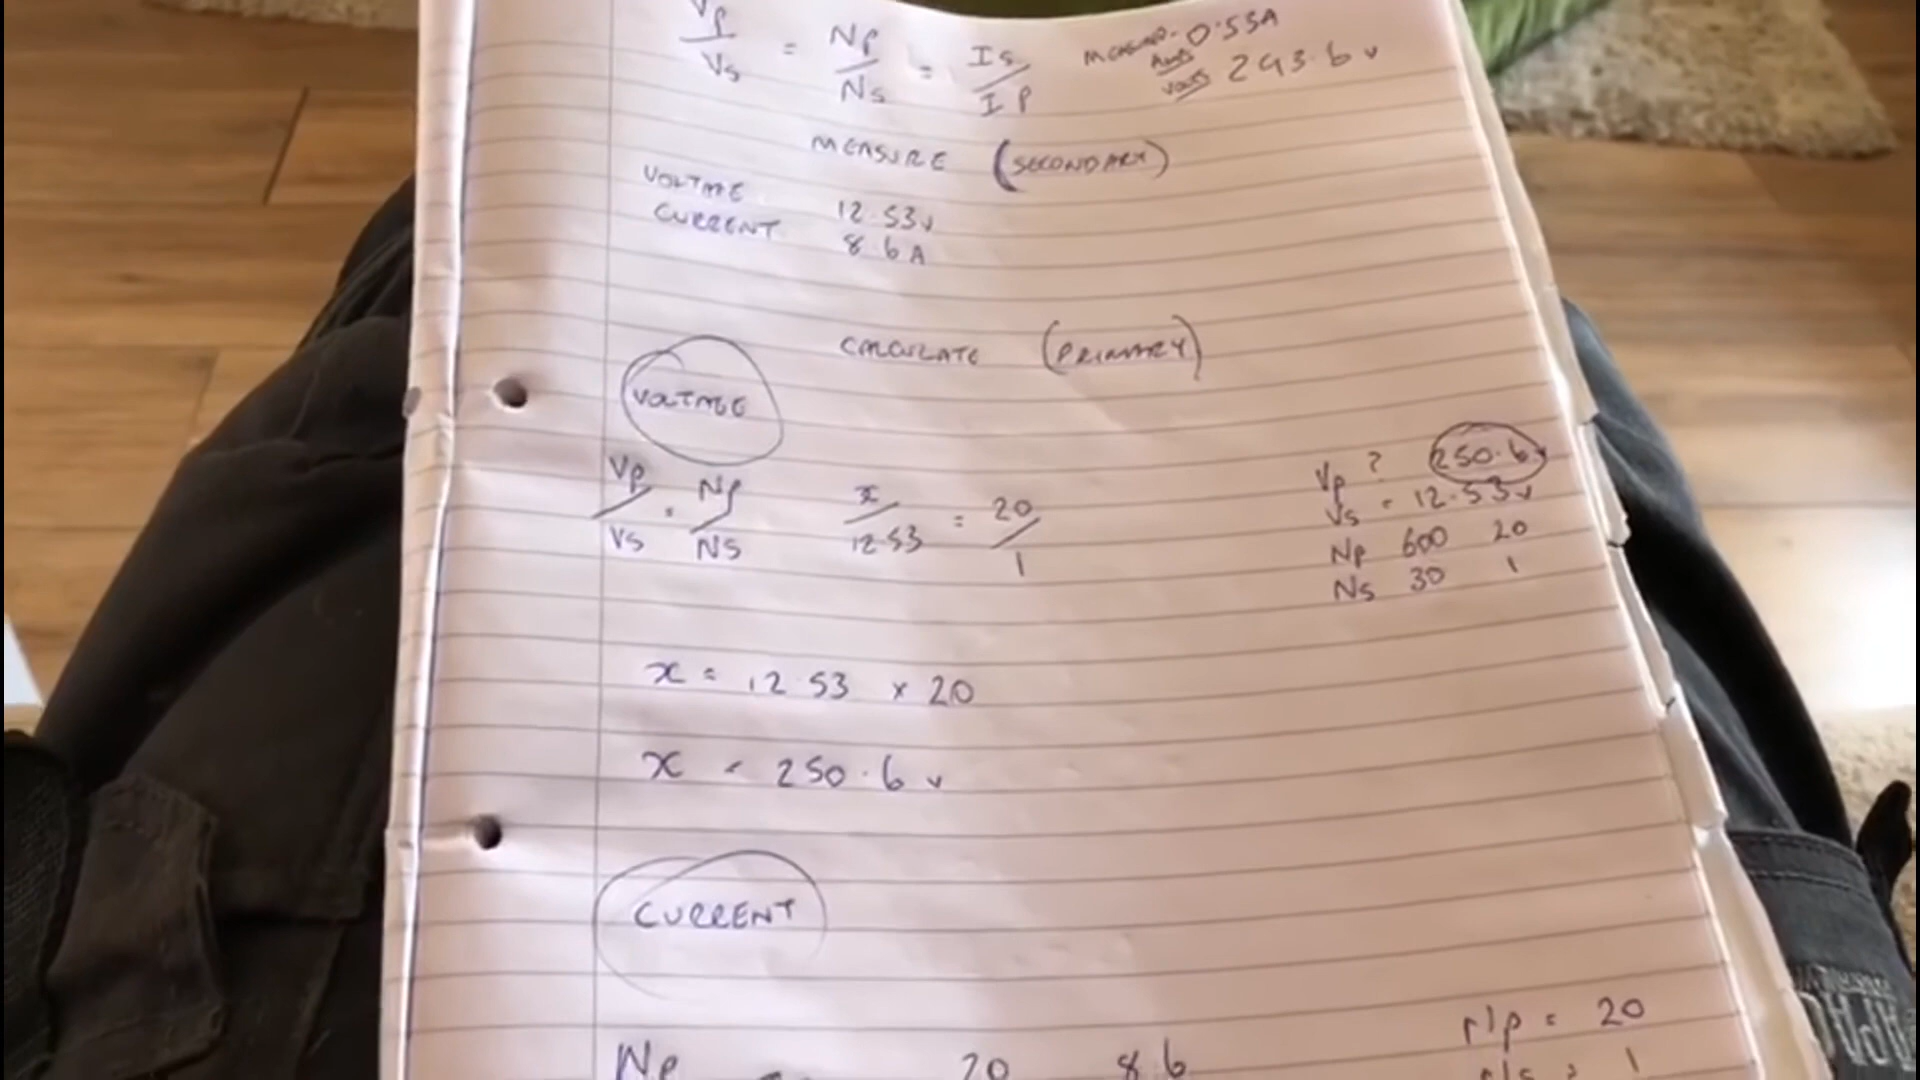 Vp/Vs = Np/Ns = Is/Ip
MEASURED AMPS 0.53A
VOLTS 243.6v
MEASURE (SECONDARY)
VOLTAGE 12.53v
CURRENT 8.6A
CALCULATE (PRIMARY)
VOLTAGE
Vp/Vs = Np/Ns x/12.53 = 20/1
Vp ? 250.6v
Vs = 12.53v
Np 600 20
Ns 30 1
x = 12.53 x 20
x = 250.6v
CURRENT
Np = 20 8.6
Np = 20